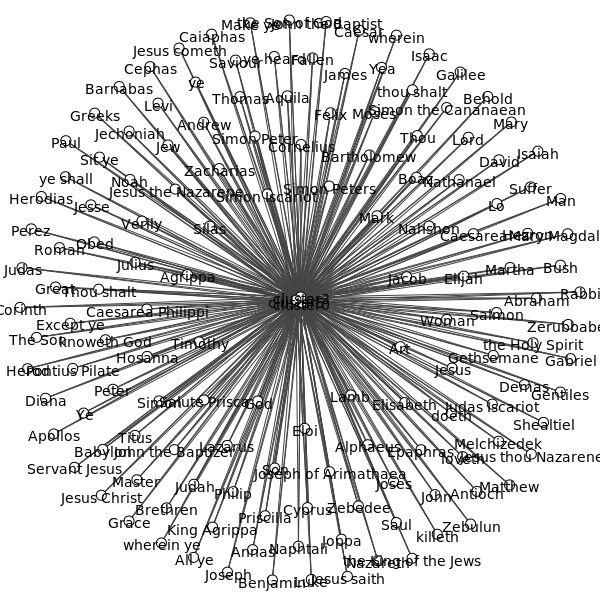 Make ye
the Son of God
John the Baptist
Caesar
wherein
Caiaphas
Jesus cometh
Saviour
ye heard
Fallen
Isaac
Cephas
ye
James
Yea
Galilee
Barnabas
Levi
Thomas
Aquila
thou shalt
Behold
Greeks
Jechoniah
Andrew
Felix
Moses
Simon the Cananaean
Mary
Paul
Jew
Simon Peter
Cornelius
Thou
Lord
Isaiah
Sit ye
Zacharias
Bartholomew
David
ye shall
Noah
Jesus the Nazarene
Simon Iscariot
Simon Peters
Boaz
Nathanael
Suffer
Herodias
Jesse
Verily
Silas
Mark
Nahshon
Lo
Man
Perez
Obed
Roman
Caesarea
Mary Magdal
Judas
Julius
Agrippa
Jacob
Elijah
Martha
Bush
Great
Thou shalt
Abraham
Rabbi
Corinth
Caesarea Philippi
Woman
Salmon
Except ye
Zerubbabe
The Son
knoweth God
Timothy
Art
the Holy Spirit
Hosanna
Gethsemane
Gabriel
Pontius Pilate
Jesus
Diana
Peter
Simon
Salute Prisca
God
Lamb
Elisabeth
Demas
Gentiles
Judas Iscariot
Ye
doeth
Shealtiel
Apollos
Titus
Eloi
Babylon
John the Baptizer
Lazarus
Alphaeus
Epaphras
Melchizedek
loveth
Jesus thou Nazarene
Servant Jesus
Master
Son
Joseph of Arimathaea
Jesus Christ
Judah
Philip
Joses
John
Antioch
Matthew
Grace
Brethren
Priscilla
Cyprus
Zebedee
Saul
Zebulun
King Agrippa
killeth
wherein ye
Annas
Naphtali
Joppa
All ye
Nazareth
the King of the Jews
Joseph
Benjamin
Luke
Jesus saith